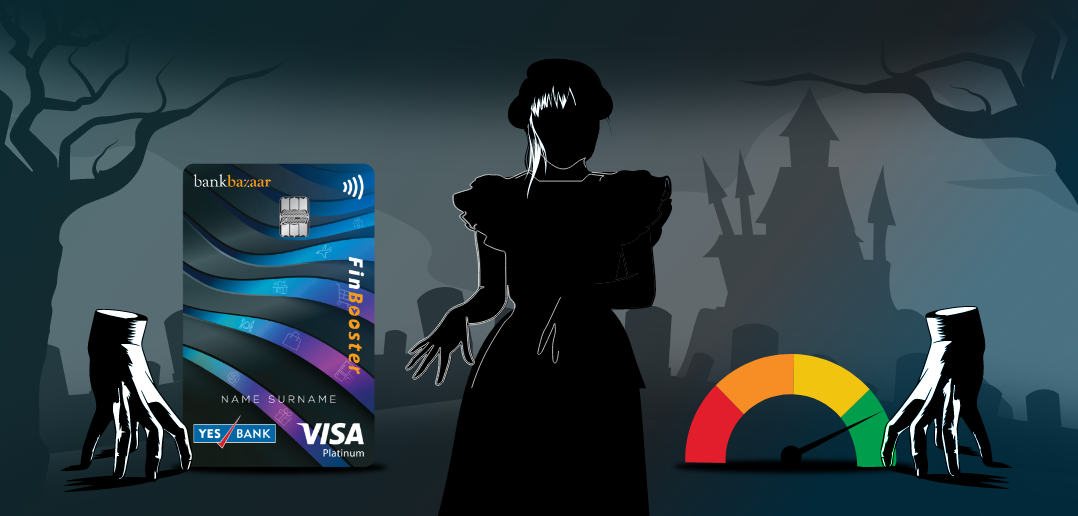 bankbazaar
FinBooster
NAME SURNAME
YES BANK
VISA
Platinum